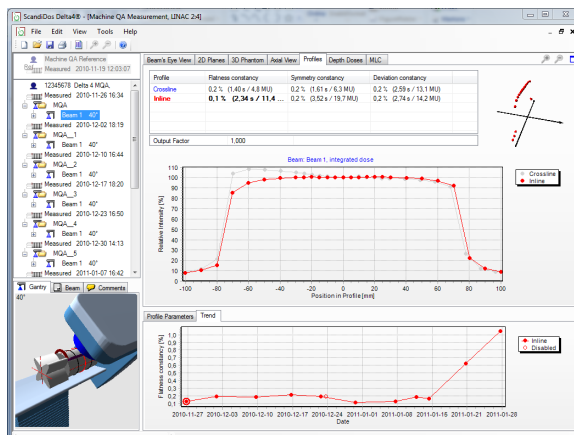 ScandiDos Delta4® - [Machine QA Measurement, LINAC 2:4]
File Edit View Tools Help
Machine QA Reference
Measured 2010-11-19 12:03:07
12345678 Delta 4 MQA,
Measured 2010-11-26 16:34
MQA
Beam 1 40°
Measured 2010-12-02 18:19
MQA__1
Beam 1 40°
Measured 2010-12-10 16:44
MQA__2
Beam 1 40°
Measured 2010-12-17 18:20
MQA__3
Beam 1 40°
Measured 2010-12-23 16:50
MQA__4
Beam 1 40°
Measured 2010-12-30 14:13
MQA__5
Beam 1 40°
Measured 2011-01-07 16:42
Gantry Beam Comments
40°
Beam's Eye View 2D Planes 3D Phantom Axial View Profiles Depth Doses MLC
Profile Flatness constancy Symmetry constancy Deviation constancy
Crossline 0,2 % (1,40 s / 4,8 MU) 0,2 % (1,61 s / 6,3 MU) 0,2 % (2,59 s / 13,1 MU)
Inline 0,1 % (2,34 s / 11,4 ... 0,2 % (3,52 s / 19,7 MU) 0,2 % (2,74 s / 14,2 MU)
Output Factor 1,000
Beam: Beam 1, integrated dose
Relative Intensity [%]
110
100
90
80
70
60
50
40
30
20
10
0
-100 -80 -60 -40 -20 0 20 40 60 80 100
Position in Profile [mm]
Crossline
Inline
Profile Parameters Trend
Flatness constancy [%]
1,0
0,9
0,8
0,7
0,6
0,5
0,4
0,3
0,2
0,1
2010-11-27 2010-12-03 2010-12-10 2010-12-17 2010-12-24 2011-01-01 2011-01-08 2011-01-15 2011-01-21 2011-01-28
Date
Inline
Disabled